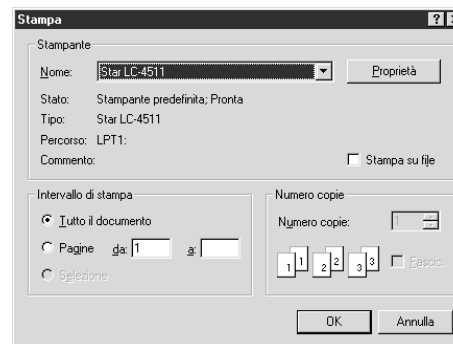 Stampa
Stampante
Nome: Star LC-4511 Proprietà
Stato: Stampante predefinita; Pronta
Tipo: Star LC-4511
Percorso: LPT1:
Commento: Stampa su file
Intervallo di stampa
Tutto il documento
Pagine da: 1 a:
Selezione
Numero copie
Numero copie: 1
1 1 2 2 3 3 Fascic.
OK Annulla